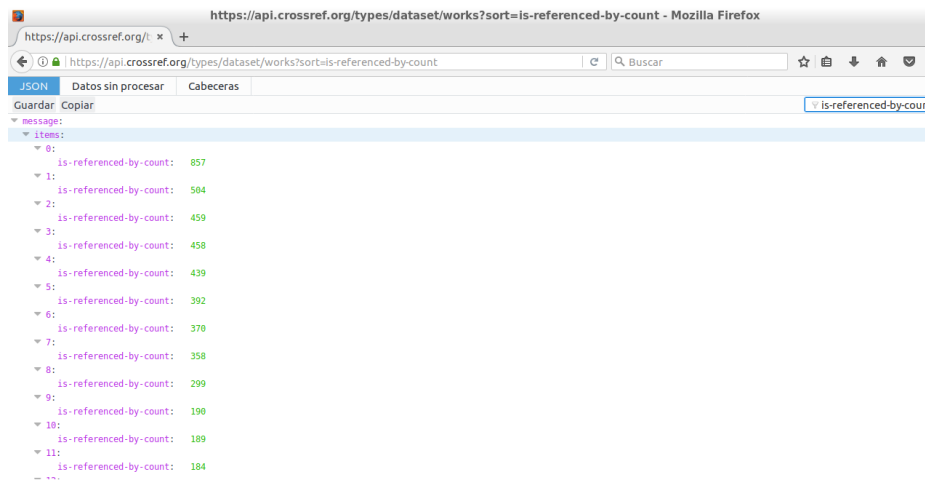 https://api.crossref.org/types/dataset/works?sort=is-referenced-by-count - Mozilla Firefox
https://api.crossref.org/t × +
https://api.crossref.org/types/dataset/works?sort=is-referenced-by-count Buscar
JSON Datos sin procesar Cabeceras
Guardar Copiar is-referenced-by-coun
message:
items:
0:
is-referenced-by-count: 857
1:
is-referenced-by-count: 504
2:
is-referenced-by-count: 459
3:
is-referenced-by-count: 458
4:
is-referenced-by-count: 439
5:
is-referenced-by-count: 392
6:
is-referenced-by-count: 370
7:
is-referenced-by-count: 358
8:
is-referenced-by-count: 299
9:
is-referenced-by-count: 190
10:
is-referenced-by-count: 189
11:
is-referenced-by-count: 184